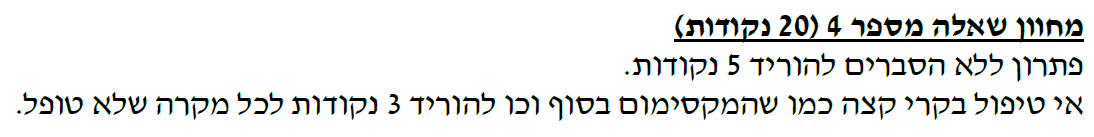 מחוון שאלה מספר 4 (20 נקודות)
פתרון ללא הסברים להוריד 5 נקודות.
אי טיפול בקרי קצה כמו שהמקסימום בסוף וכו להוריד 3 נקודות לכל מקרה שלא טופל.